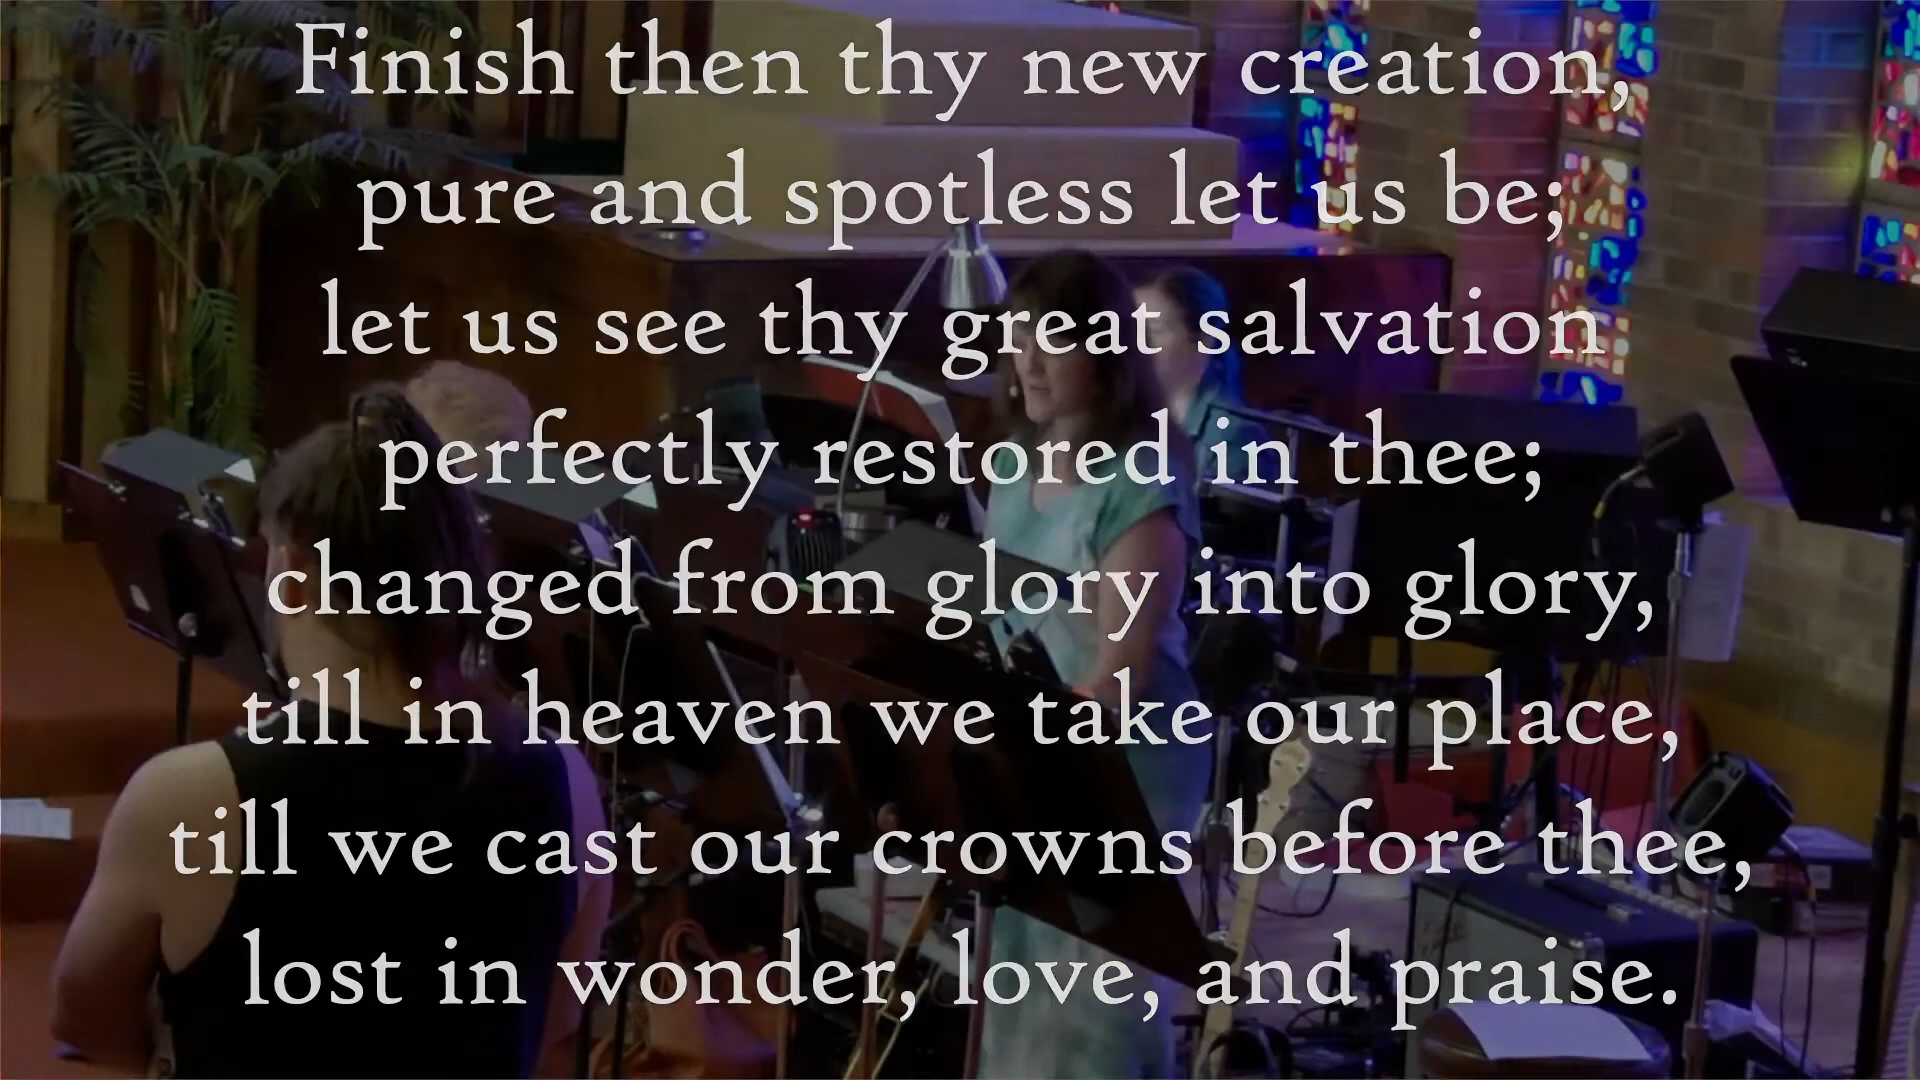 Finish then thy new creation,
pure and spotless let us be;
let us see thy great salvation
perfectly restored in thee;
changed from glory into glory,
till in heaven we take our place,
till we cast our crowns before thee,
lost in wonder, love, and praise.